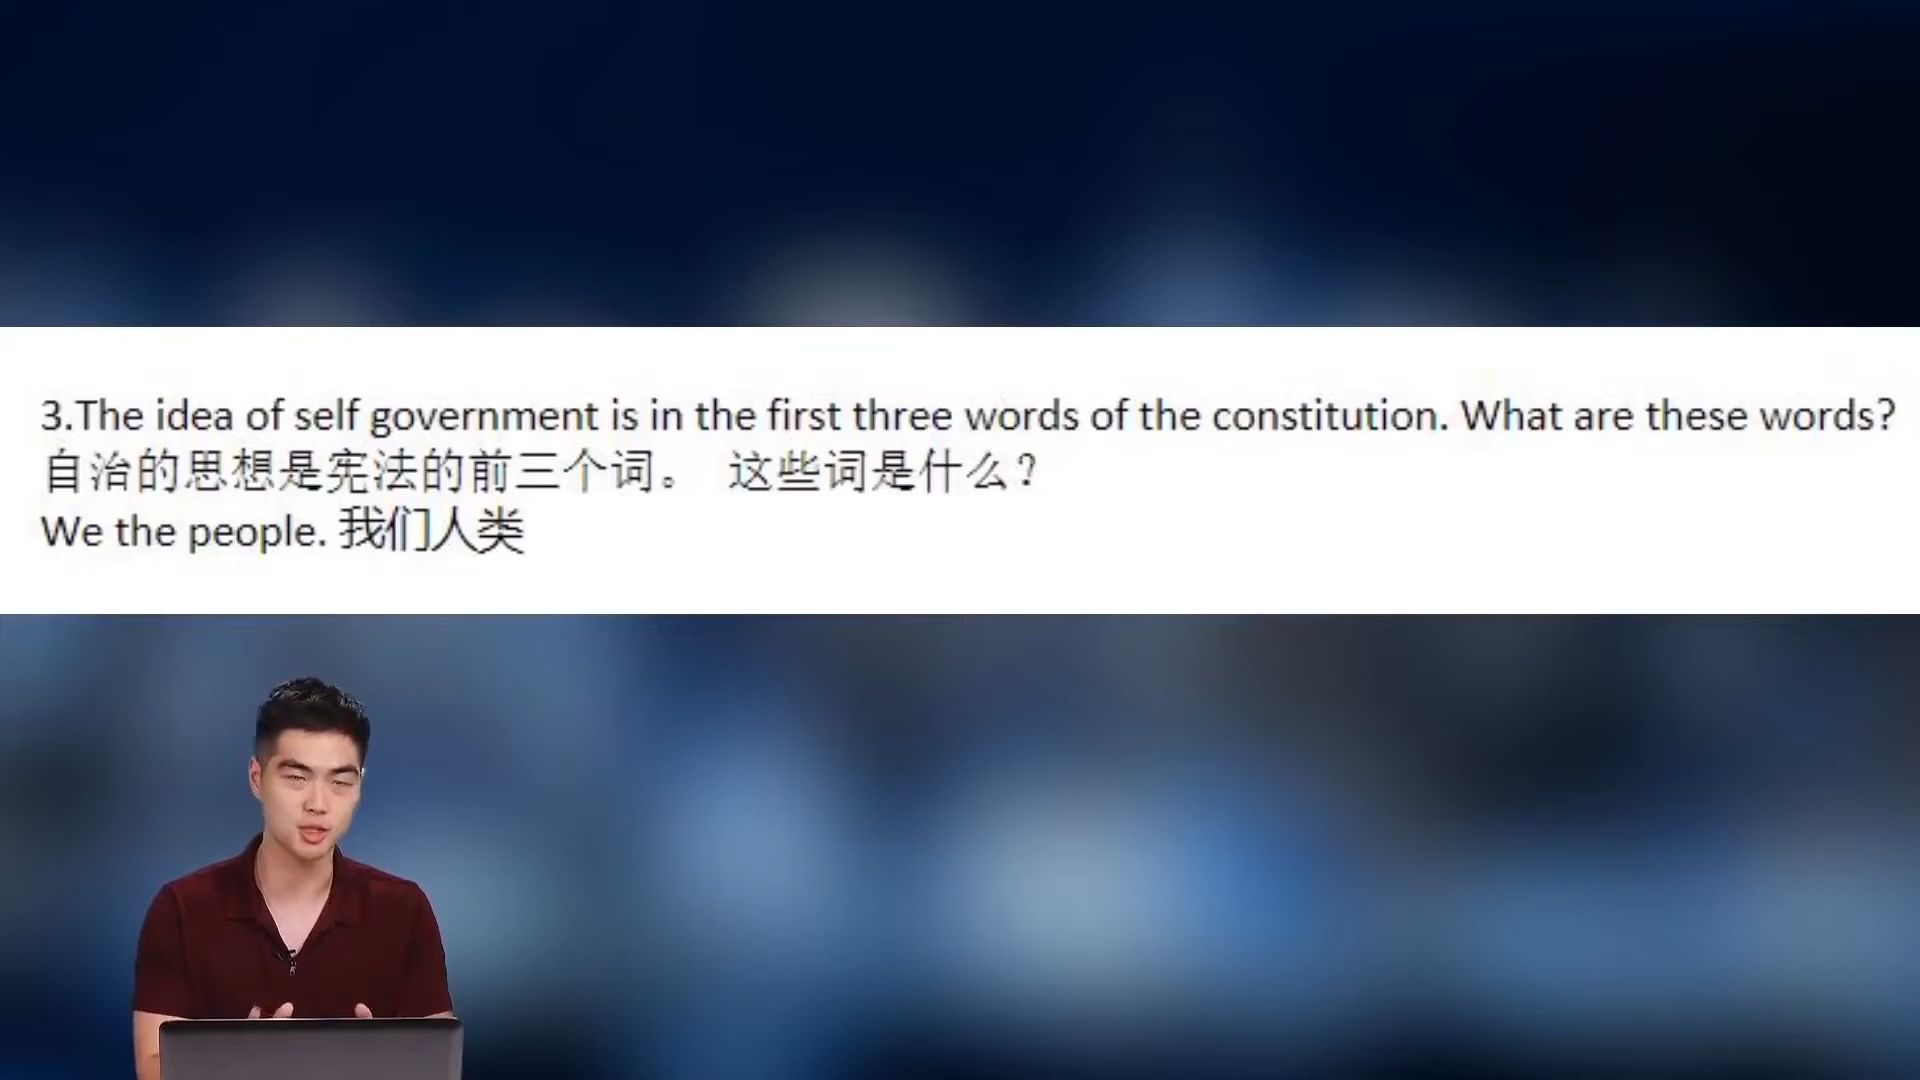 3.The idea of self government is in the first three words of the constitution. What are these words?
自治的思想是宪法的前三个词。 这些词是什么?
We the people. 我们人类